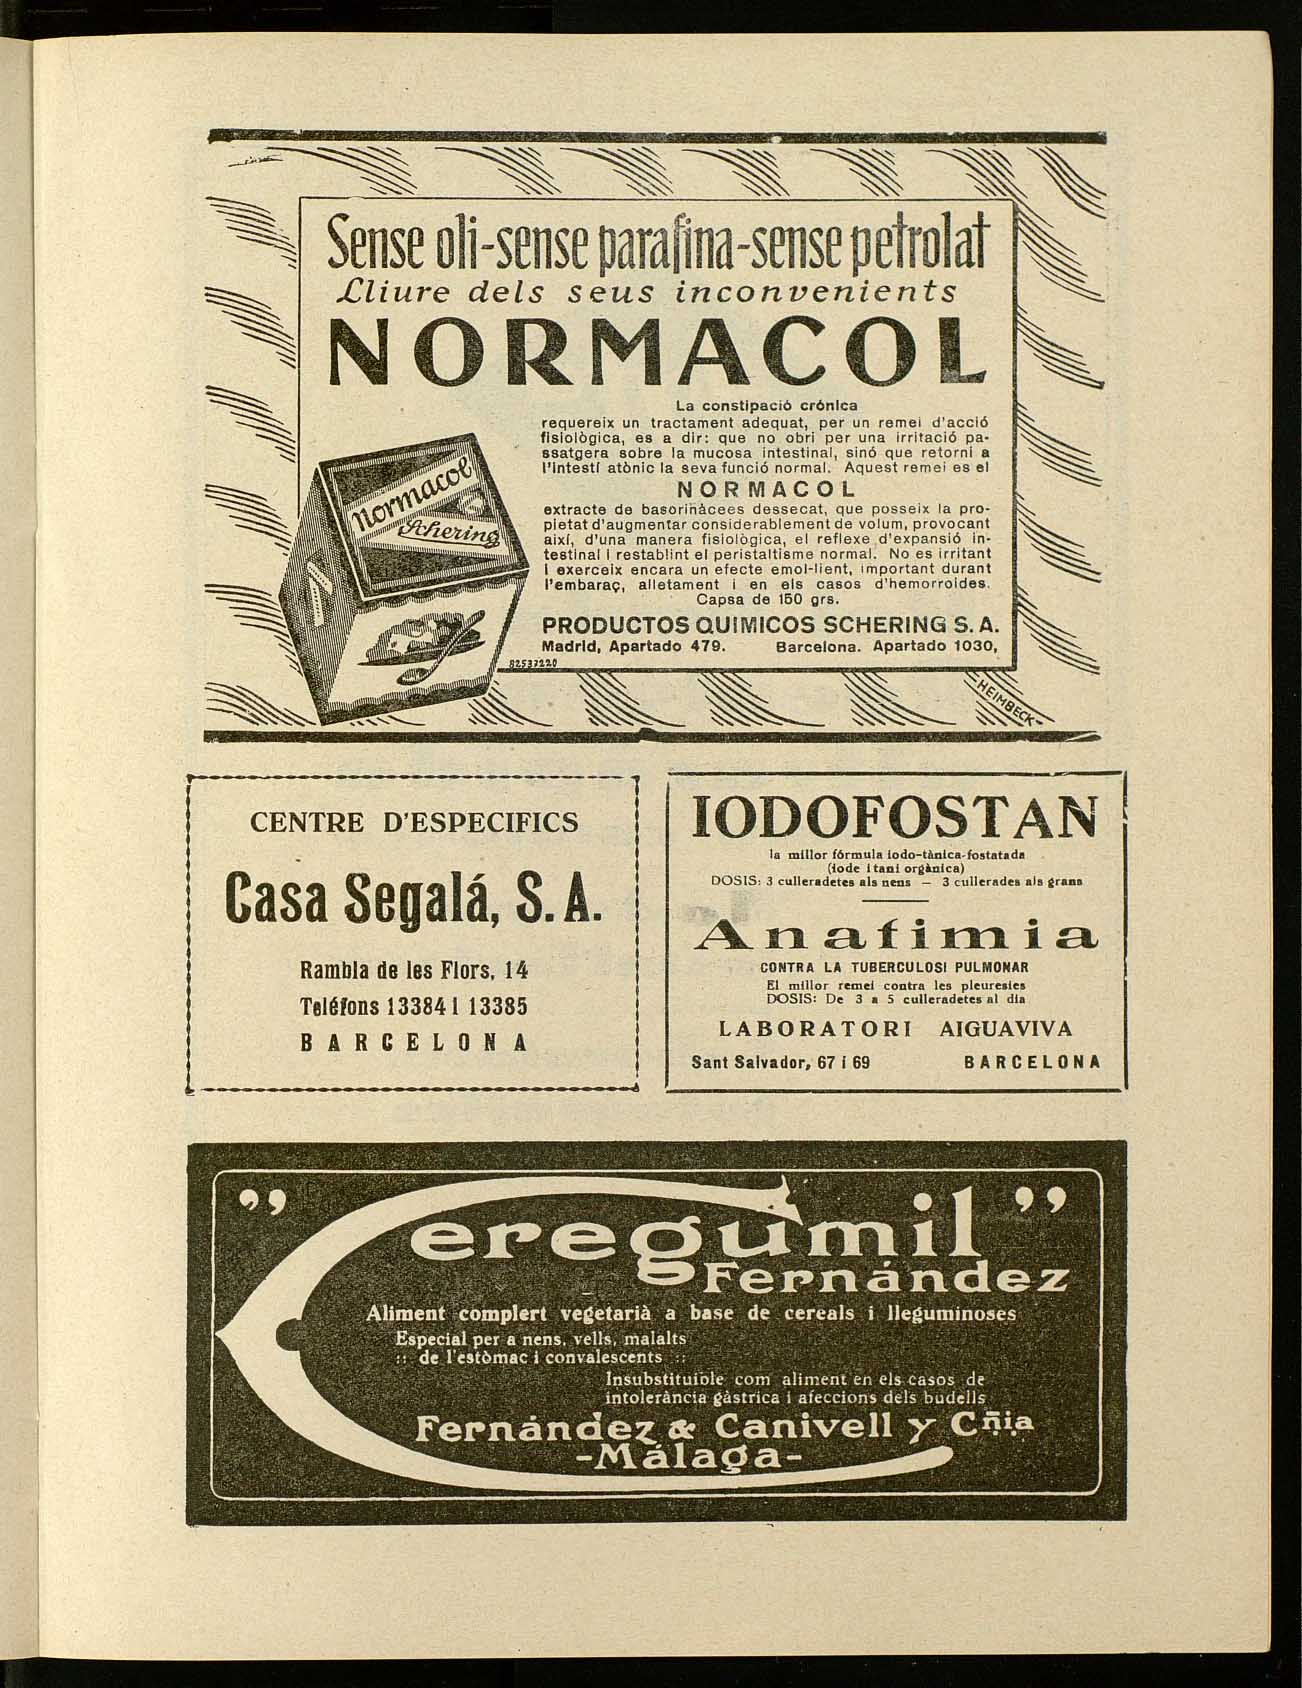 Sense oli-sense parafina-sense petrolat
Lliure dels seus inconvenients
NORMACOL
La constipació crónica
requereix un tractament adequat, per un remei d'acció
fisiològica, es a dir: que no obri per una irritació pa-
ssatgera sobre la mucosa intestinal, sinó que retorni a
l'intestí atònic la seva funció normal. Aquest remei es el
NORMACOL
extracte de basorinàcees dessecat, que posseix la pro-
pietat d'augmentar considerablement de volum, provocant
així, d'una manera fisiològica, el reflexe d'expansió in-
testinal i restablint el peristaltisme normal. No es irritant
i exerceix encara un efecte emol-lient, important durant
l'embaraç, alletament i en els casos d'hemorroides.
Capsa de 150 grs.
PRODUCTOS QUIMICOS SCHERING S. A.
Madrid, Apartado 479. Barcelona. Apartado 1030,
Normacol
Schering
82537220
HEIMBECK
CENTRE D'ESPECIFICS
Casa Segalá, S. A.
Rambla de les Flors, 14
Telèfons 13384 i 13385
BARCELONA
IODOFOSTAN
la millor fórmula iodo-tànica-fostatada
(iode i tani orgànica)
DOSIS: 3 culleradetes als nens — 3 cullerades als grans
Anafimia
CONTRA LA TUBERCULOSI PULMONAR
El millor remei contra les pleuresies
DOSIS: De 3 a 5 culleradetes al dia
LABORATORI AIGUAVIVA
Sant Salvador, 67 i 69 BARCELONA
"Ceregumil"
Fernández
Aliment complert vegetarià a base de cereals i lleguminoses
Especial per a nens, vells, malalts
:: de l'estòmac i convalescents ::
Insubstituible com aliment en els casos de
intolerància gàstrica i afeccions dels budells
Fernández & Canivell y Cñia
-Málaga-